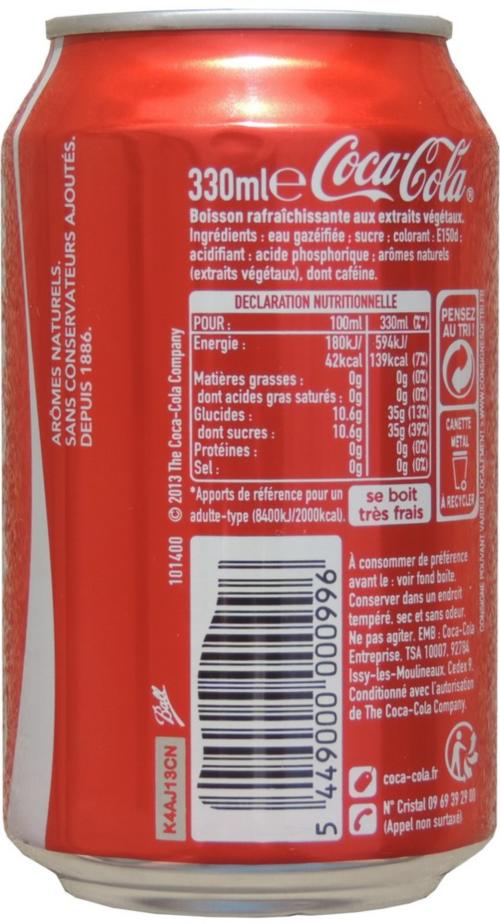 ARÔMES NATURELS.
SANS CONSERVATEURS AJOUTÉS.
DEPUIS 1886.
330ml e Coca-Cola®
Boisson rafraîchissante aux extraits végétaux.
Ingrédients : eau gazéifiée ; sucre ; colorant : E150d ;
acidifiant : acide phosphorique ; arômes naturels
(extraits végétaux), dont caféine.
DECLARATION NUTRITIONNELLE
POUR : 100ml 330ml (%*)
Energie : 180kJ/ 594kJ/
42kcal 139kcal (7%)
Matières grasses : 0g 0g (0%)
dont acides gras saturés : 0g 0g (0%)
Glucides : 10.6g 35g (13%)
dont sucres : 10.6g 35g (39%)
Protéines : 0g 0g (0%)
Sel : 0g 0g (0%)
*Apports de référence pour un
adulte-type (8400kJ/2000kcal).
se boit
très frais
PENSEZ
AU TRI !
CANETTE
MÉTAL
À RECYCLER
CONSIGNE POUVANT VARIER LOCALEMENT > WWW.CONSIGNESDETRI.FR
101400 © 2013 The Coca-Cola Company
À consommer de préférence
avant le : voir fond boîte.
Conserver dans un endroit
tempéré, sec et sans odeur.
Ne pas agiter. EMB : Coca-Cola
Entreprise, TSA 10007, 92784
Issy-les-Moulineaux, Cedex 9.
Conditionné avec l'autorisation
de The Coca-Cola Company.
5 449000 000996
Ball
K4AJ13CN
coca-cola.fr
N° Cristal 09 69 39 29 00
(Appel non surtaxé)